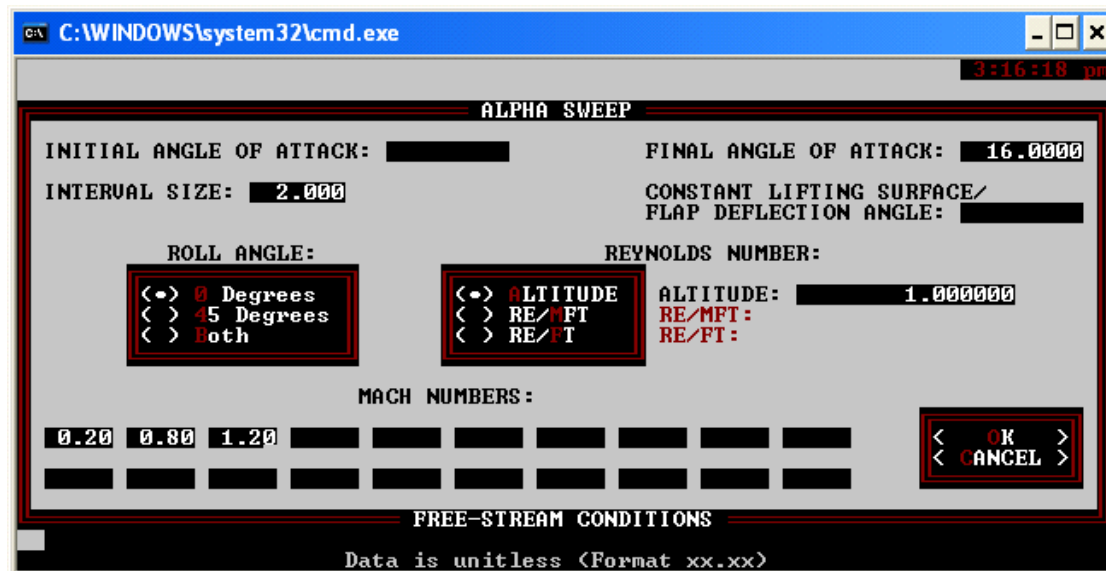 C:\WINDOWS\system32\cmd.exe
3:16:18 pm
ALPHA SWEEP
INITIAL ANGLE OF ATTACK: FINAL ANGLE OF ATTACK: 16.0000
INTERVAL SIZE: 2.000 CONSTANT LIFTING SURFACE/
FLAP DEFLECTION ANGLE:
ROLL ANGLE: REYNOLDS NUMBER:
(•) 0 Degrees (•) ALTITUDE ALTITUDE: 1.000000
( ) 45 Degrees ( ) RE/MFT RE/MFT:
( ) Both ( ) RE/FT RE/FT:
MACH NUMBERS:
0.20 0.80 1.20 < OK >
< CANCEL >
FREE-STREAM CONDITIONS
Data is unitless (Format xx.xx)